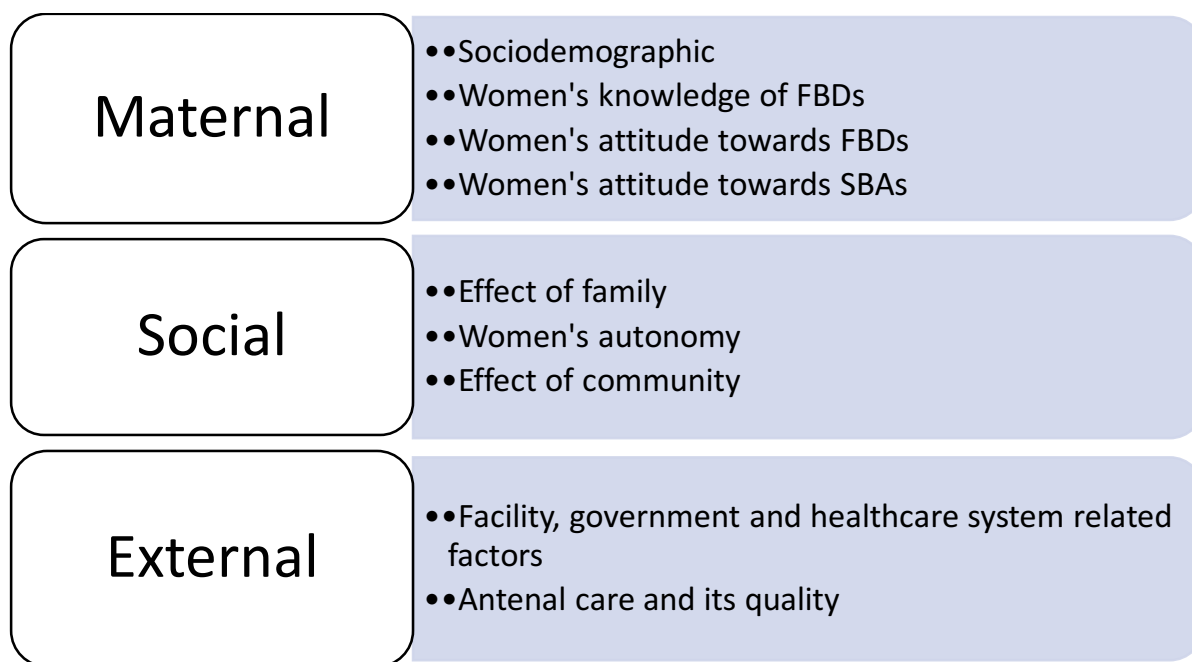 Maternal
••Sociodemographic
••Women's knowledge of FBDs
••Women's attitude towards FBDs
••Women's attitude towards SBAs
Social
••Effect of family
••Women's autonomy
••Effect of community
External
••Facility, government and healthcare system related
factors
••Antenal care and its quality